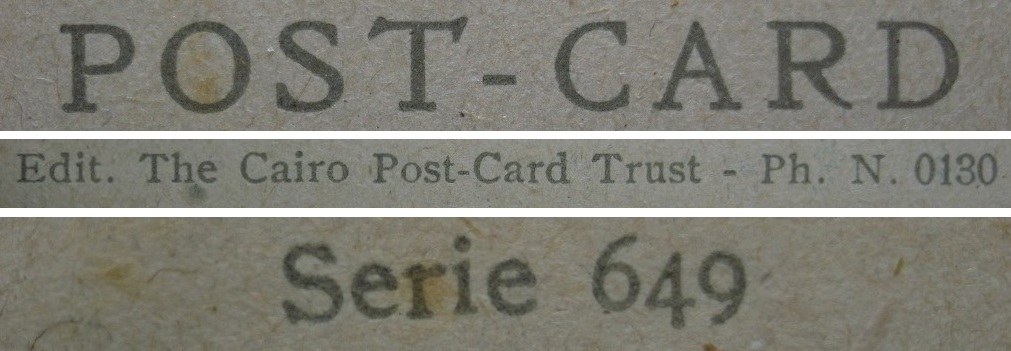 POST-CARD
Edit. The Cairo Post-Card Trust - Ph. N. 0130
Serie 649